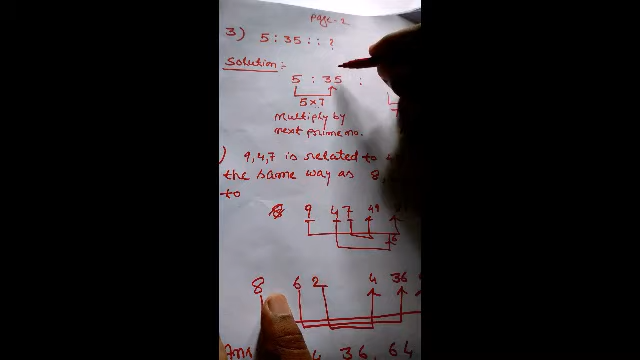 Page-2
3) 5 : 35 : : ?
Solution:-
5 : 35 :
5×7
Multiply by
next prime no.
) 9,4,7 is related to
the same way as 8,
to
9 4 7 49
8 6 2 4 36
Ans 4, 36, 64